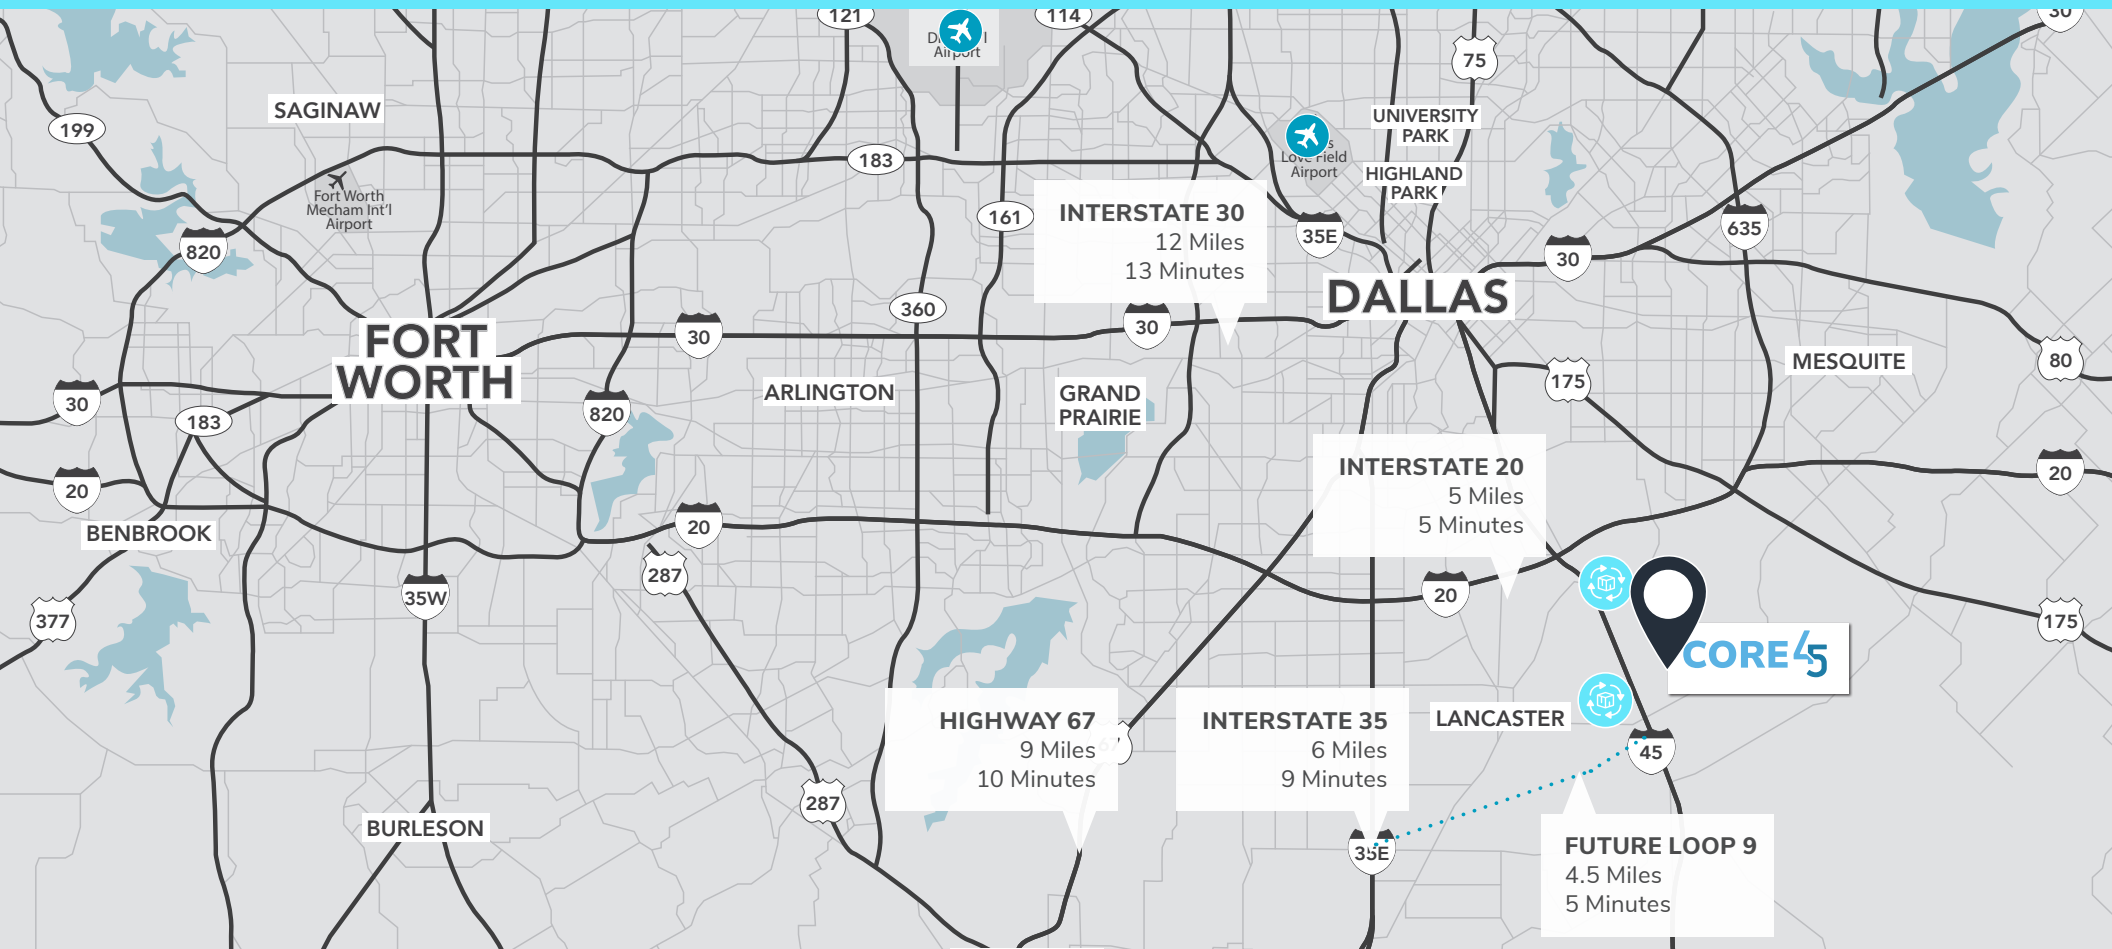 121
114
30
Airport
75
SAGINAW
199
UNIVERSITY
PARK
183
Love Field
Airport
HIGHLAND
PARK
Fort Worth
Mecham Int'l
Airport
161
INTERSTATE 30
12 Miles
13 Minutes
35E
635
820
30
DALLAS
360
30
30
FORT
WORTH
MESQUITE
80
175
ARLINGTON
GRAND
PRAIRIE
30
183
820
INTERSTATE 20
5 Miles
5 Minutes
20
20
20
BENBROOK
287
35W
20
377
175
CORE45
HIGHWAY 67
9 Miles
10 Minutes
67
INTERSTATE 35
6 Miles
9 Minutes
LANCASTER
45
287
BURLESON
35E
FUTURE LOOP 9
4.5 Miles
5 Minutes